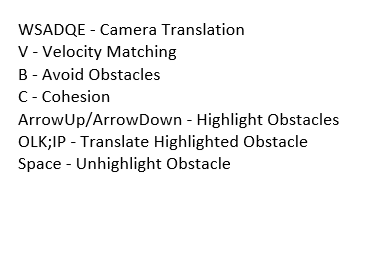 WSADQE - Camera Translation
V - Velocity Matching
B - Avoid Obstacles
C - Cohesion
ArrowUp/ArrowDown - Highlight Obstacles
OLK;IP - Translate Highlighted Obstacle
Space - Unhighlight Obstacle